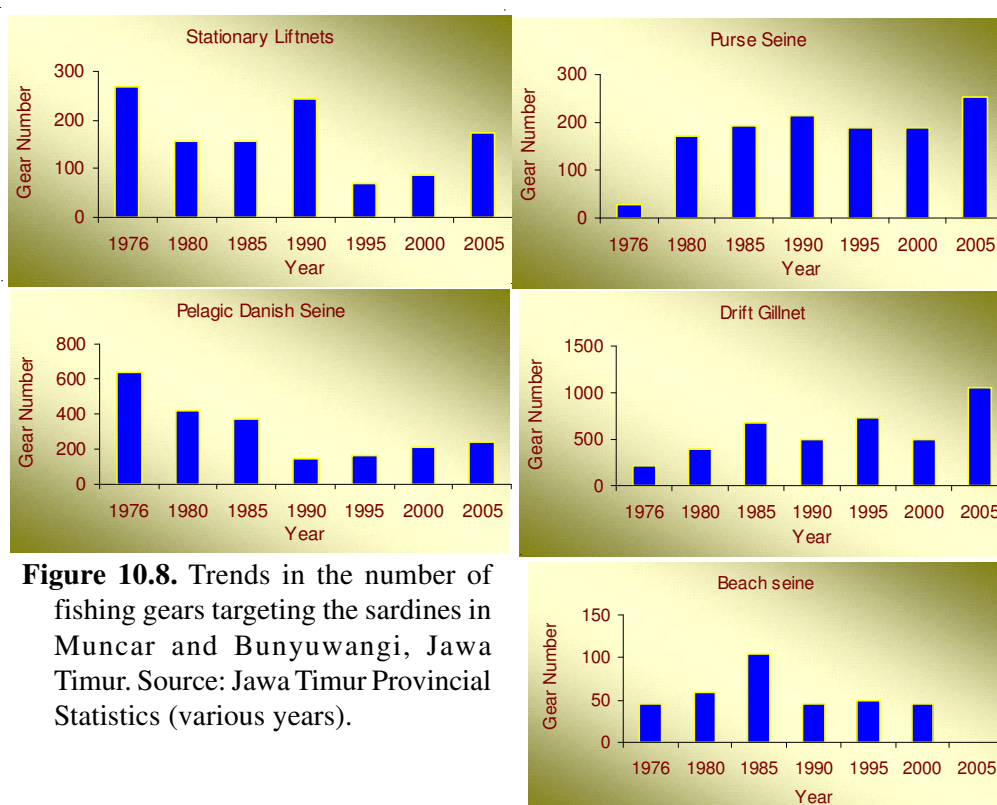 Stationary Liftnets
Gear Number
300
200
100
0
1976 1980 1985 1990 1995 2000 2005
Year
Purse Seine
Gear Number
300
200
100
0
1976 1980 1985 1990 1995 2000 2005
Year
Pelagic Danish Seine
Gear Number
800
600
400
200
0
1976 1980 1985 1990 1995 2000 2005
Year
Drift Gillnet
Gear Number
1500
1000
500
0
1976 1980 1985 1990 1995 2000 2005
Year
Figure 10.8. Trends in the number of
fishing gears targeting the sardines in
Muncar and Bunyuwangi, Jawa
Timur. Source: Jawa Timur Provincial
Statistics (various years).
Beach seine
Gear Number
150
100
50
0
1976 1980 1985 1990 1995 2000 2005
Year